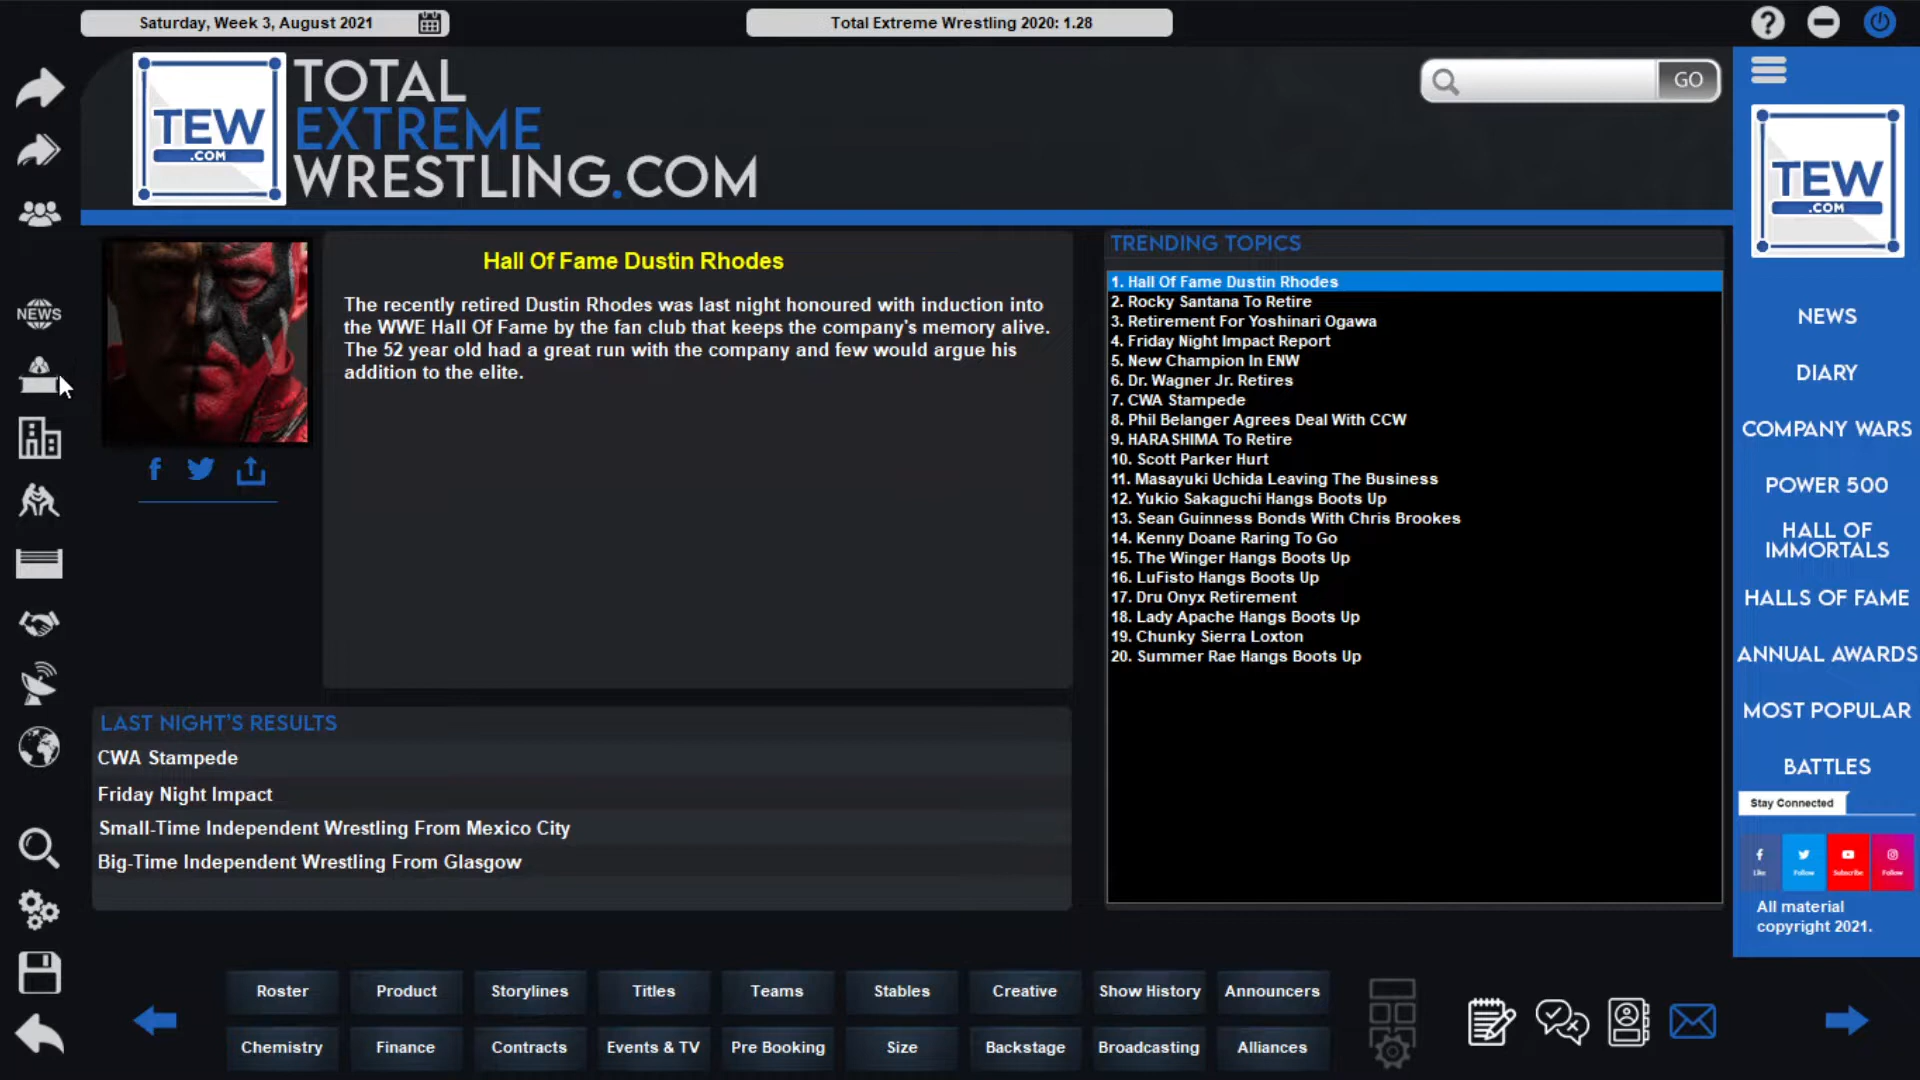 Saturday, Week 3, August 2021
Total Extreme Wrestling 2020: 1.28
TEW
.COM
TOTAL
EXTREME
WRESTLING.COM
GO
TEW
.COM
NEWS
Hall Of Fame Dustin Rhodes
The recently retired Dustin Rhodes was last night honoured with induction into
the WWE Hall Of Fame by the fan club that keeps the company's memory alive.
The 52 year old had a great run with the company and few would argue his
addition to the elite.
TRENDING TOPICS
1. Hall Of Fame Dustin Rhodes
2. Rocky Santana To Retire
3. Retirement For Yoshinari Ogawa
4. Friday Night Impact Report
5. New Champion In ENW
6. Dr. Wagner Jr. Retires
7. CWA Stampede
8. Phil Belanger Agrees Deal With CCW
9. HARASHIMA To Retire
10. Scott Parker Hurt
11. Masayuki Uchida Leaving The Business
12. Yukio Sakaguchi Hangs Boots Up
13. Sean Guinness Bonds With Chris Brookes
14. Kenny Doane Raring To Go
15. The Winger Hangs Boots Up
16. LuFisto Hangs Boots Up
17. Dru Onyx Retirement
18. Lady Apache Hangs Boots Up
19. Chunky Sierra Loxton
20. Summer Rae Hangs Boots Up
LAST NIGHT'S RESULTS
CWA Stampede
Friday Night Impact
Small-Time Independent Wrestling From Mexico City
Big-Time Independent Wrestling From Glasgow
NEWS
DIARY
COMPANY WARS
POWER 500
HALL OF
IMMORTALS
HALLS OF FAME
ANNUAL AWARDS
MOST POPULAR
BATTLES
Stay Connected
Like
Follow
Subscribe
Follow
All material
copyright 2021.
Roster
Product
Storylines
Titles
Teams
Stables
Creative
Show History
Announcers
Chemistry
Finance
Contracts
Events & TV
Pre Booking
Size
Backstage
Broadcasting
Alliances